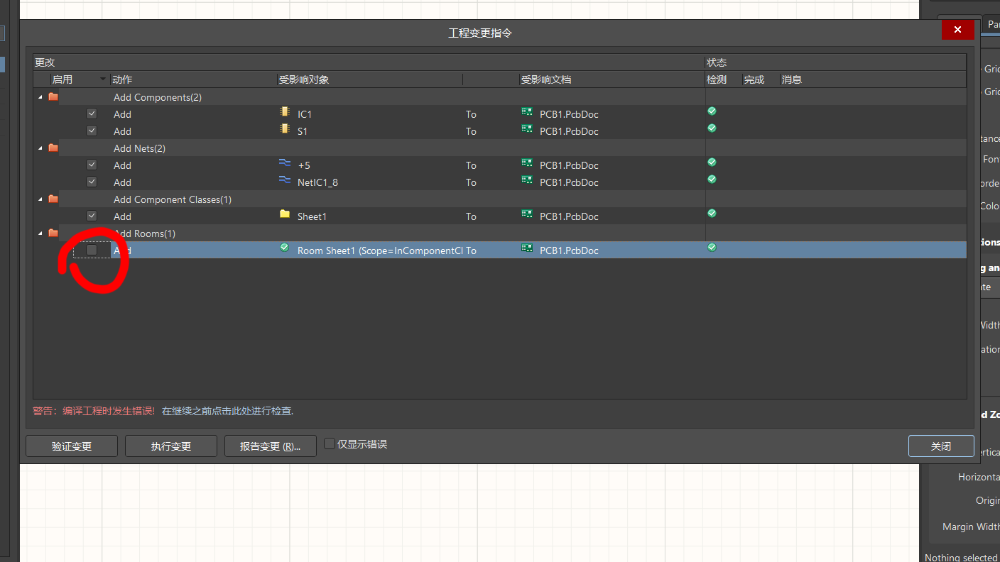 Par
工程变更指令
更改 状态
启用 动作 受影响对象 受影响文档 检测 完成 消息
Add Components(2)
Add IC1 To PCB1.PcbDoc
Add S1 To PCB1.PcbDoc
Add Nets(2)
Add +5 To PCB1.PcbDoc
Add NetIC1_8 To PCB1.PcbDoc
Add Component Classes(1)
Add Sheet1 To PCB1.PcbDoc
Add Rooms(1)
Add Room Sheet1 (Scope=InComponentCl To PCB1.PcbDoc
警告: 编译工程时发生错误! 在继续之前点击此处进行检查.
验证变更 执行变更 报告变更 (R)... 仅显示错误 关闭
Grid
Grid
tance
Font
orde
Colo
ions
g an
ate
Width
ation
d Zo
ertica
Horizonta
Origin
Margin Width
Nothing selected